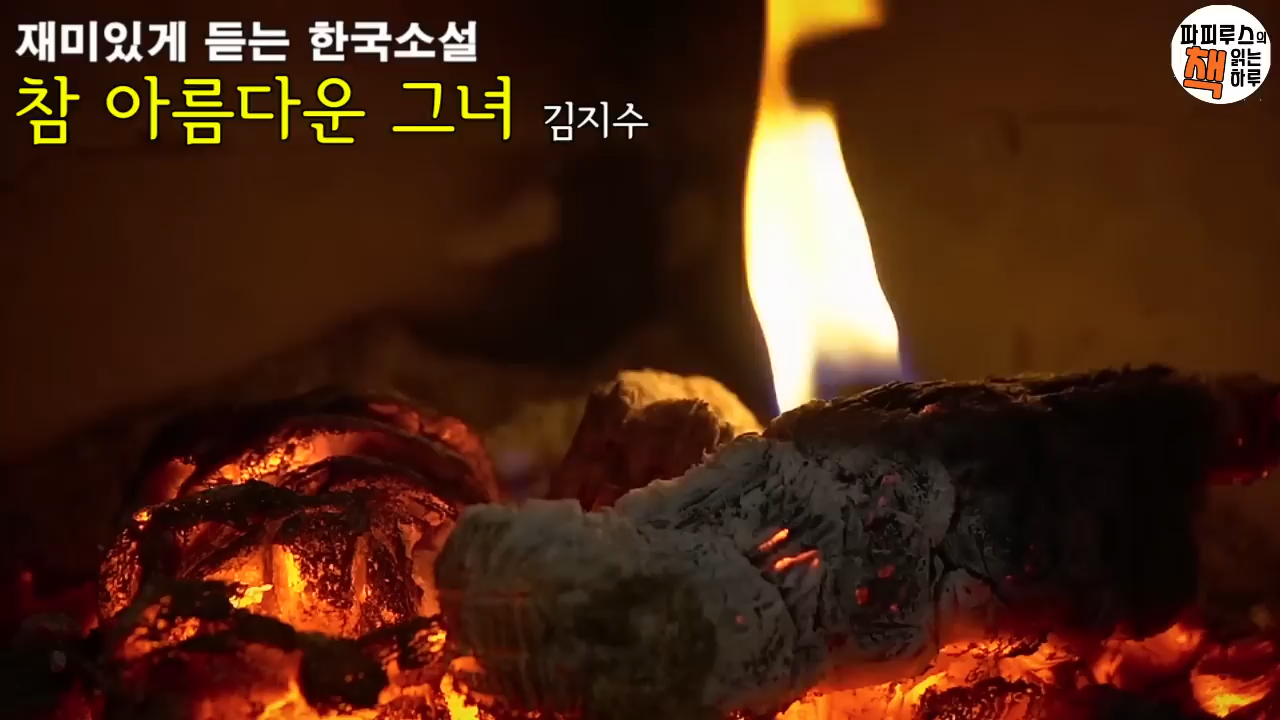 재미있게 듣는 한국소설
참 아름다운 그녀 김지수
파피루스의
책 읽는
하루